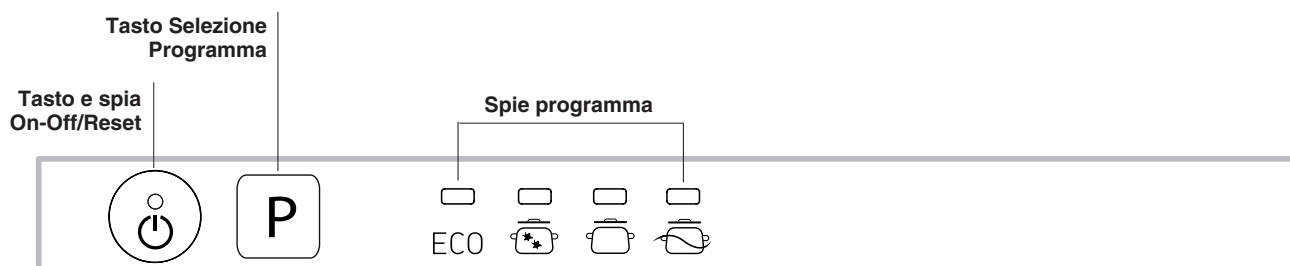 Tasto Selezione
Programma
Tasto e spia
On-Off/Reset
Spie programma
P
ECO